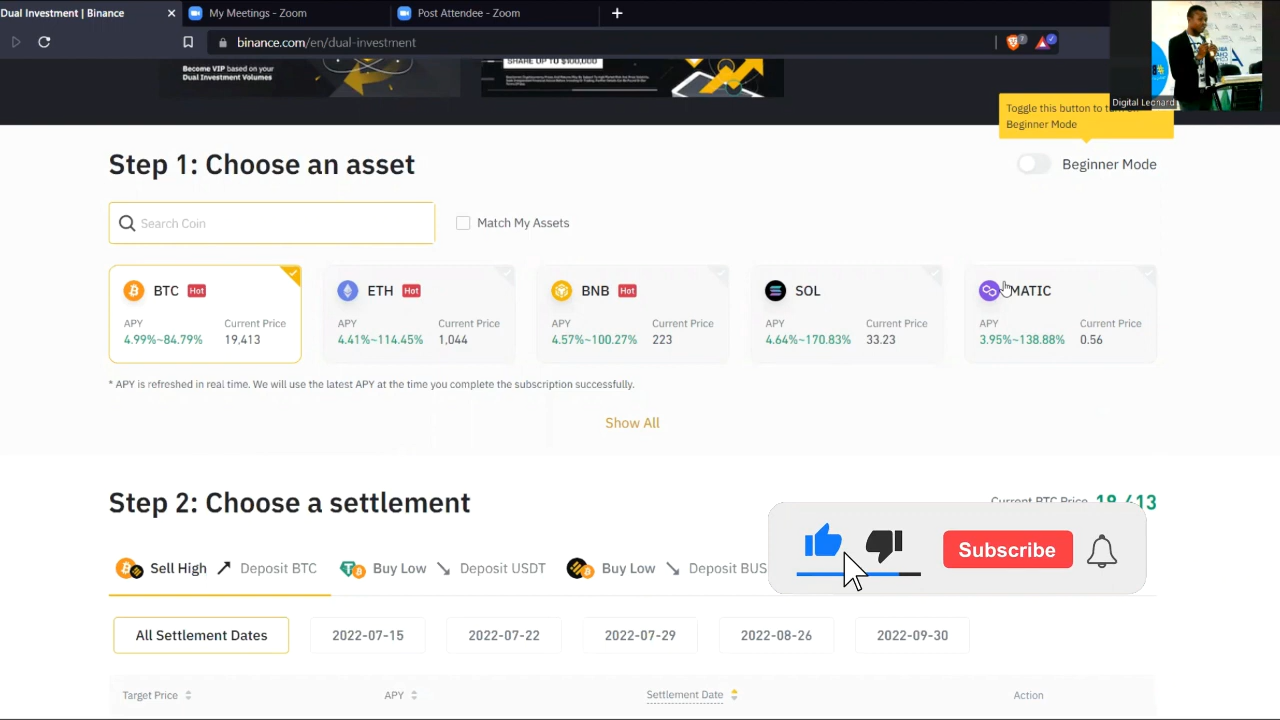 Dual Investment | Binance
My Meetings - Zoom
Post Attendee - Zoom
binance.com/en/dual-investment
7
Become VIP based on your
Dual Investment Volumes
SHARE UP TO $100,000
Digital Leonard
Toggle this button to
Beginner Mode
Step 1: Choose an asset
Beginner Mode
Search Coin
Match My Assets
BTC Hot
ETH Hot
BNB Hot
SOL
MATIC
APY Current Price
4.99%~84.79% 19,413
APY Current Price
4.41%~114.45% 1,044
APY Current Price
4.57%~100.27% 223
APY Current Price
4.64%~170.83% 33.23
APY Current Price
3.95%~138.88% 0.56
* APY is refreshed in real time. We will use the latest APY at the time you complete the subscription successfully.
Show All
Step 2: Choose a settlement
Current BTC Price
Subscribe
Sell High Deposit BTC
Buy Low Deposit USDT
Buy Low Deposit BUS
All Settlement Dates
2022-07-15
2022-07-22
2022-07-29
2022-08-26
2022-09-30
Target Price
APY
Settlement Date
Action